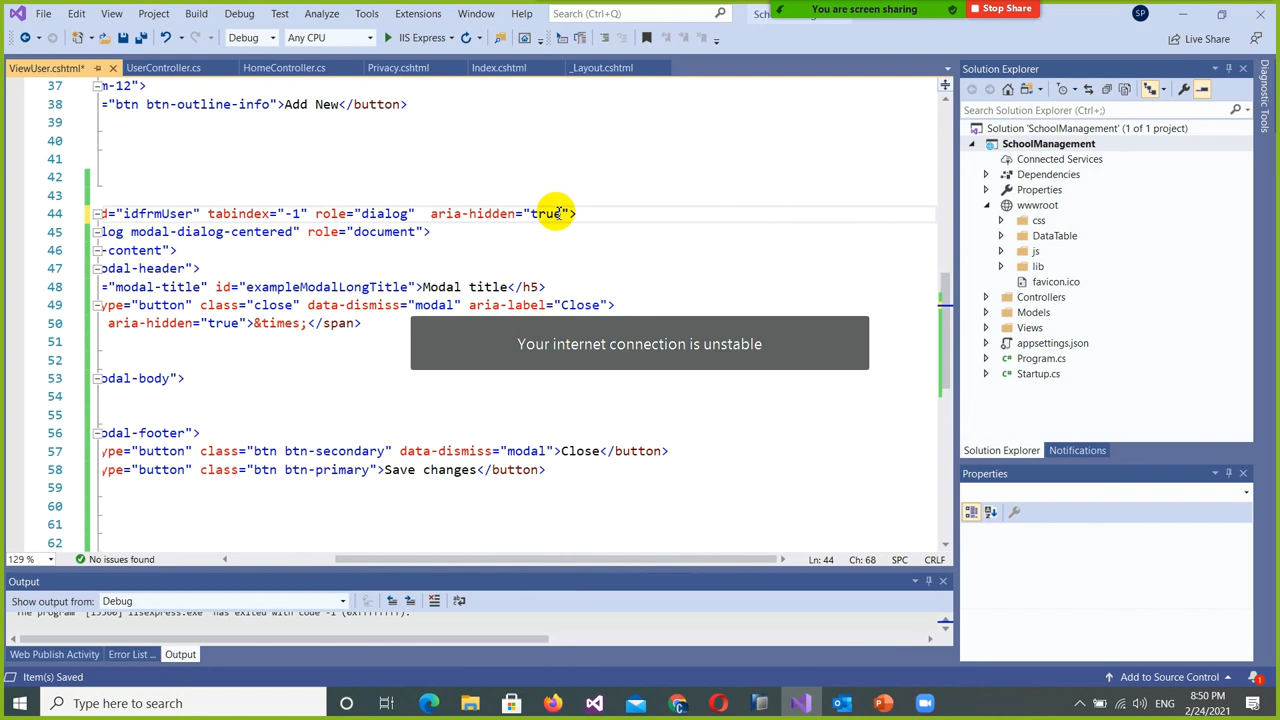 File Edit View Project Build Debug Test Analyze Tools Extensions Window Help Search (Ctrl+Q)
You are screen sharing Stop Share
SP
Debug Any CPU IIS Express Live Share
ViewUser.cshtml* UserController.cs HomeController.cs Privacy.cshtml Index.cshtml _Layout.cshtml
37 m-12">
38 ="btn btn-outline-info">Add New</button>
39
40
41
42
43
44 d="idfrmUser" tabindex="-1" role="dialog" aria-hidden="true">
45 log modal-dialog-centered" role="document">
46 -content">
47 odal-header">
48 ="modal-title" id="exampleModalLongTitle">Modal title</h5>
49 ype="button" class="close" data-dismiss="modal" aria-label="Close">
50 aria-hidden="true">&times;</span>
51
52
53 odal-body">
54
55
56 odal-footer">
57 ype="button" class="btn btn-secondary" data-dismiss="modal">Close</button>
58 ype="button" class="btn btn-primary">Save changes</button>
59
60
61
62
Your internet connection is unstable
129 % No issues found Ln: 44 Ch: 68 SPC CRLF
Output
Show output from: Debug
Web Publish Activity Error List ... Output
Solution Explorer
Search Solution Explorer (Ctrl+;)
Solution 'SchoolManagement' (1 of 1 project)
SchoolManagement
Connected Services
Dependencies
Properties
wwwroot
css
DataTable
js
lib
favicon.ico
Controllers
Models
Views
appsettings.json
Program.cs
Startup.cs
Solution Explorer Notifications
Properties
Diagnostic Tools
Item(s) Saved Add to Source Control 1
Type here to search
ENG
8:50 PM
2/24/2021